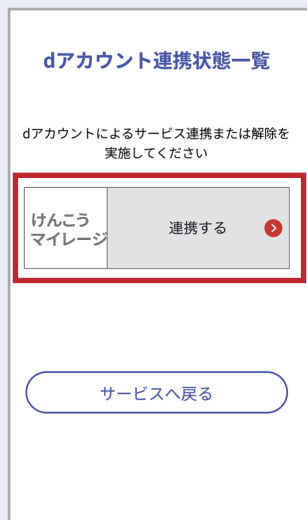 dアカウント連携状態一覧
dアカウントによるサービス連携または解除を
実施してください
けんこう
マイレージ
連携する
サービスへ戻る